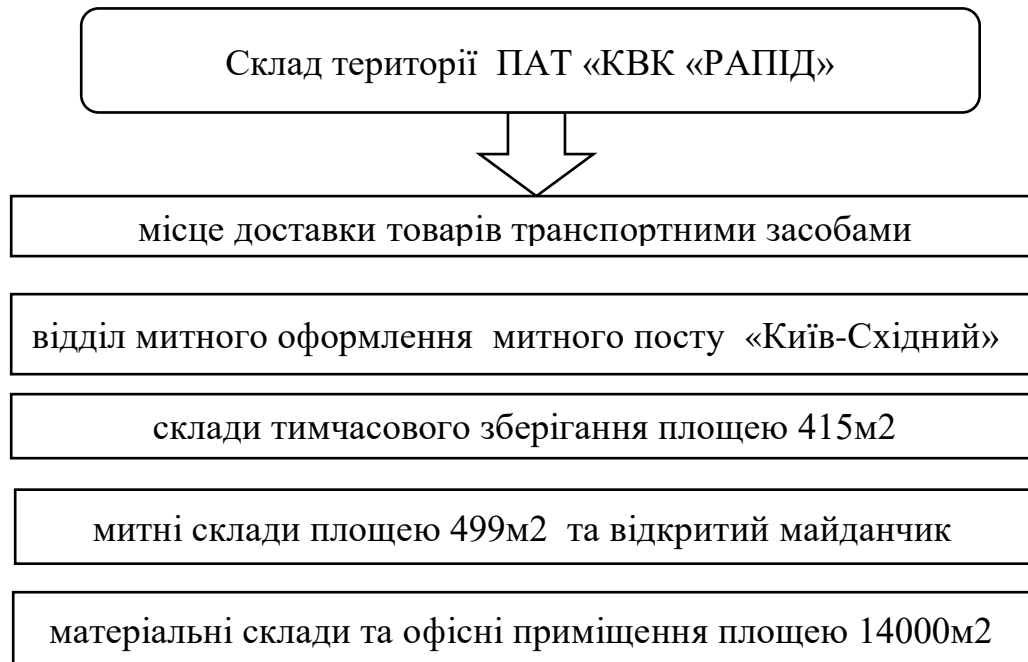 Склад території ПАТ «КВК «РАПІД»
місце доставки товарів транспортними засобами
відділ митного оформлення митного посту «Київ-Східний»
склади тимчасового зберігання площею 415м2
митні склади площею 499м2 та відкритий майданчик
матеріальні склади та офісні приміщення площею 14000м2